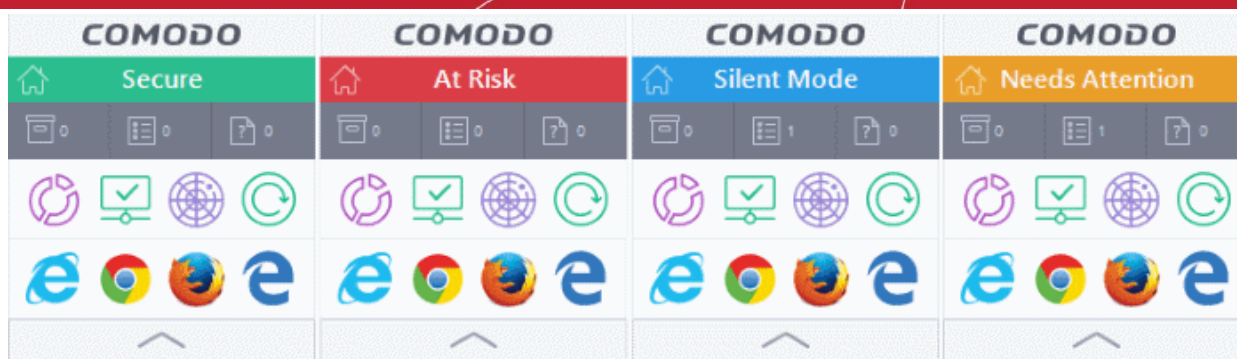 COMODO COMODO COMODO COMODO
Secure At Risk Silent Mode Needs Attention
0 0 ? 0 0 0 ? 0 0 1 ? 0 0 1 ? 0